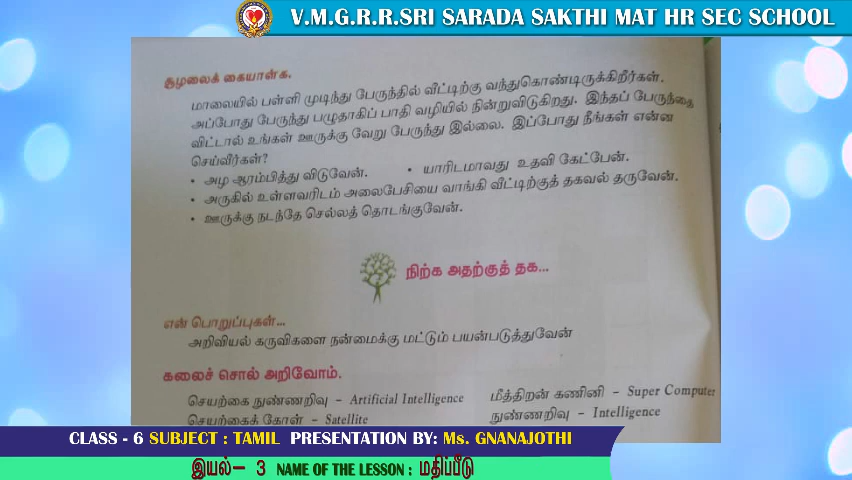 V.M.G.R.R.SRI SARADA SAKTHI MAT HR SEC SCHOOL
சூழலைக் கையாள்க.
மாலையில் பள்ளி முடிந்து பேருந்தில் வீட்டிற்கு வந்துகொண்டிருக்கிறீர்கள்.
அப்போது பேருந்து பழுதாகிப் பாதி வழியில் நின்றுவிடுகிறது. இந்தப் பேருந்தை
விட்டால் உங்கள் ஊருக்கு வேறு பேருந்து இல்லை. இப்போது நீங்கள் என்ன
செய்வீர்கள்?
• அழ ஆரம்பித்து விடுவேன். • யாரிடமாவது உதவி கேட்பேன்.
• அருகில் உள்ளவரிடம் அலைபேசியை வாங்கி வீட்டிற்குத் தகவல் தருவேன்.
• ஊருக்கு நடந்தே செல்லத் தொடங்குவேன்.
நிற்க அதற்குத் தக...
என் பொறுப்புகள்...
அறிவியல் கருவிகளை நன்மைக்கு மட்டும் பயன்படுத்துவேன்
கலைச் சொல் அறிவோம்.
செயற்கை நுண்ணறிவு – Artificial Intelligence மீத்திறன் கணினி – Super Computer
செயற்கைக் கோள் – Satellite நுண்ணறிவு – Intelligence
CLASS - 6 SUBJECT : TAMIL PRESENTATION BY: Ms. GNANAJOTHI
இயல்– 3 NAME OF THE LESSON : மதிப்பீடு